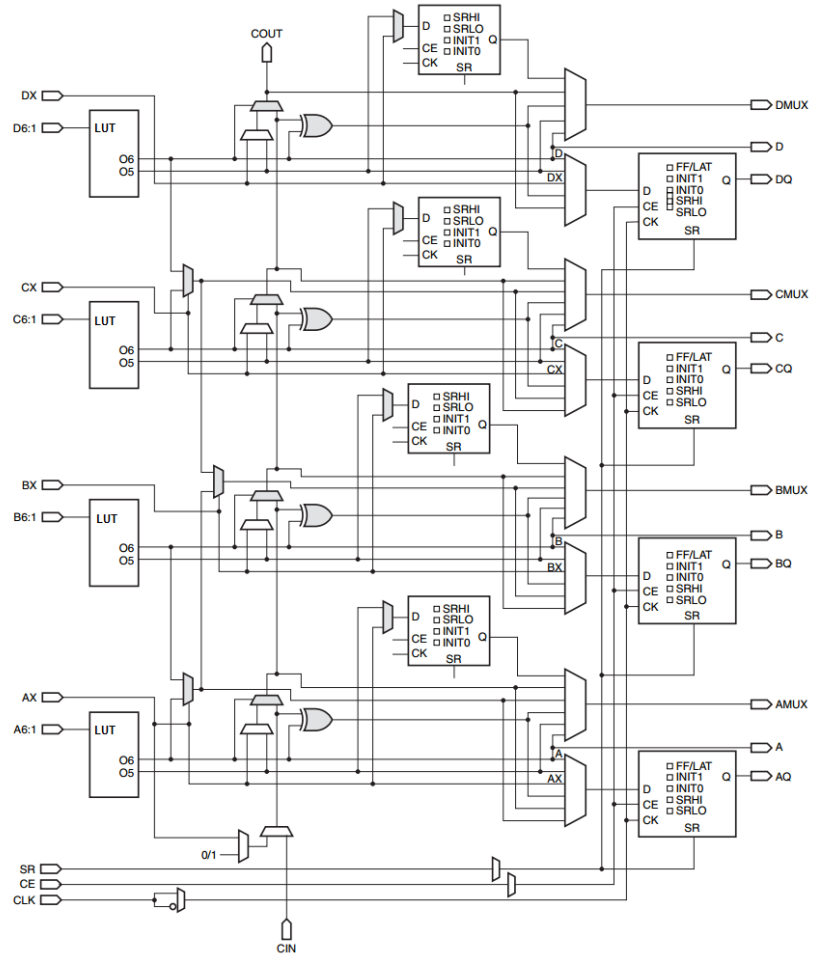 COUT
D
CE
CK
□ SRHI
□ SRLO
□ INIT1
□ INIT0
Q
SR
DX
D6:1
LUT
O6
O5
DMUX
D
D
DX
D
CE
CK
□ FF/LAT
□ INIT1
□ INIT0
□ SRHI
□ SRLO
Q
SR
DQ
D
CE
CK
□ SRHI
□ SRLO
□ INIT1
□ INIT0
Q
SR
CX
C6:1
LUT
O6
O5
CMUX
C
C
CX
D
CE
CK
□ FF/LAT
□ INIT1
□ INIT0
□ SRHI
□ SRLO
Q
SR
CQ
D
CE
CK
□ SRHI
□ SRLO
□ INIT1
□ INIT0
Q
SR
BX
B6:1
LUT
O6
O5
BMUX
B
B
BX
D
CE
CK
□ FF/LAT
□ INIT1
□ INIT0
□ SRHI
□ SRLO
Q
SR
BQ
D
CE
CK
□ SRHI
□ SRLO
□ INIT1
□ INIT0
Q
SR
AX
A6:1
LUT
O6
O5
AMUX
A
A
AX
D
CE
CK
□ FF/LAT
□ INIT1
□ INIT0
□ SRHI
□ SRLO
Q
SR
AQ
0/1
SR
CE
CLK
CIN